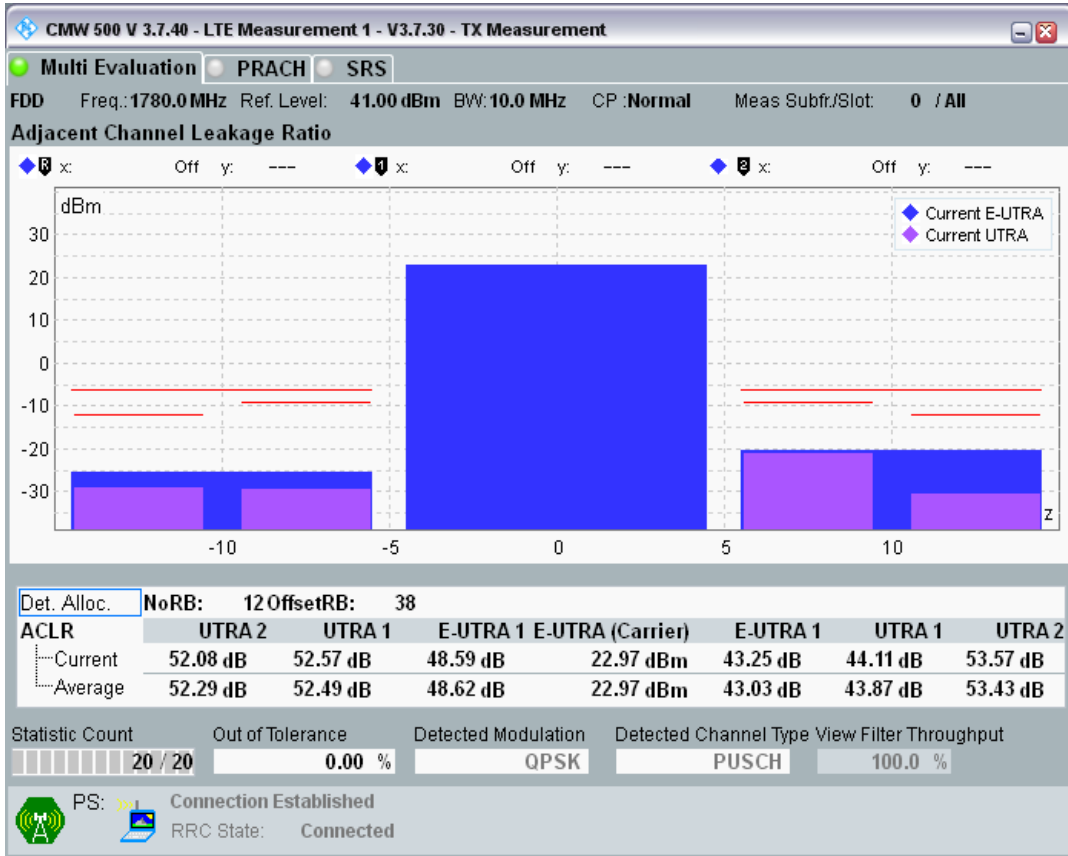 CMW 500 V 3.7.40 - LTE Measurement 1 - V3.7.30 - TX Measurement
Multi Evaluation PRACH SRS
FDD Freq.: 1780.0 MHz Ref. Level: 41.00 dBm BW: 10.0 MHz CP :Normal Meas Subfr./Slot: 0 / All
Adjacent Channel Leakage Ratio
R x: Off y: --- 1 x: Off y: --- 2 x: Off y: ---
dBm
Current E-UTRA
Current UTRA
30
20
10
0
-10
-20
-30
z
-10 -5 0 5 10
Det. Alloc. NoRB: 12 OffsetRB: 38
ACLR UTRA 2 UTRA 1 E-UTRA 1 E-UTRA (Carrier) E-UTRA 1 UTRA 1 UTRA 2
Current 52.08 dB 52.57 dB 48.59 dB 22.97 dBm 43.25 dB 44.11 dB 53.57 dB
Average 52.29 dB 52.49 dB 48.62 dB 22.97 dBm 43.03 dB 43.87 dB 53.43 dB
Statistic Count Out of Tolerance Detected Modulation Detected Channel Type View Filter Throughput
20 / 20 0.00 % QPSK PUSCH 100.0 %
PS: Connection Established
RRC State: Connected